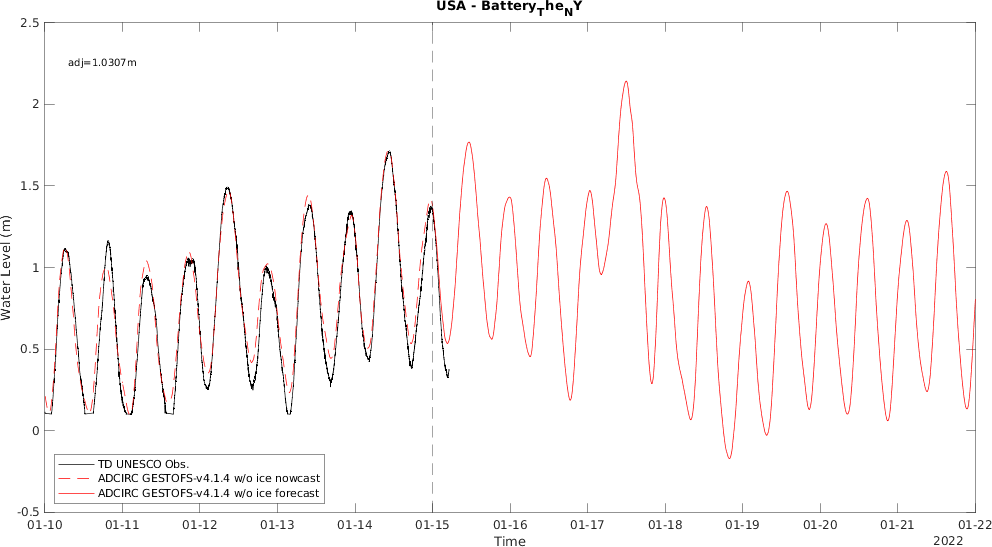 USA - BatteryTheNY
2.5
adj=1.0307m
2
1.5
1
0.5
0
-0.5
Water Level (m)
TD UNESCO Obs.
ADCIRC GESTOFS-v4.1.4 w/o ice nowcast
ADCIRC GESTOFS-v4.1.4 w/o ice forecast
01-10 01-11 01-12 01-13 01-14 01-15 01-16 01-17 01-18 01-19 01-20 01-21 01-22
Time
2022